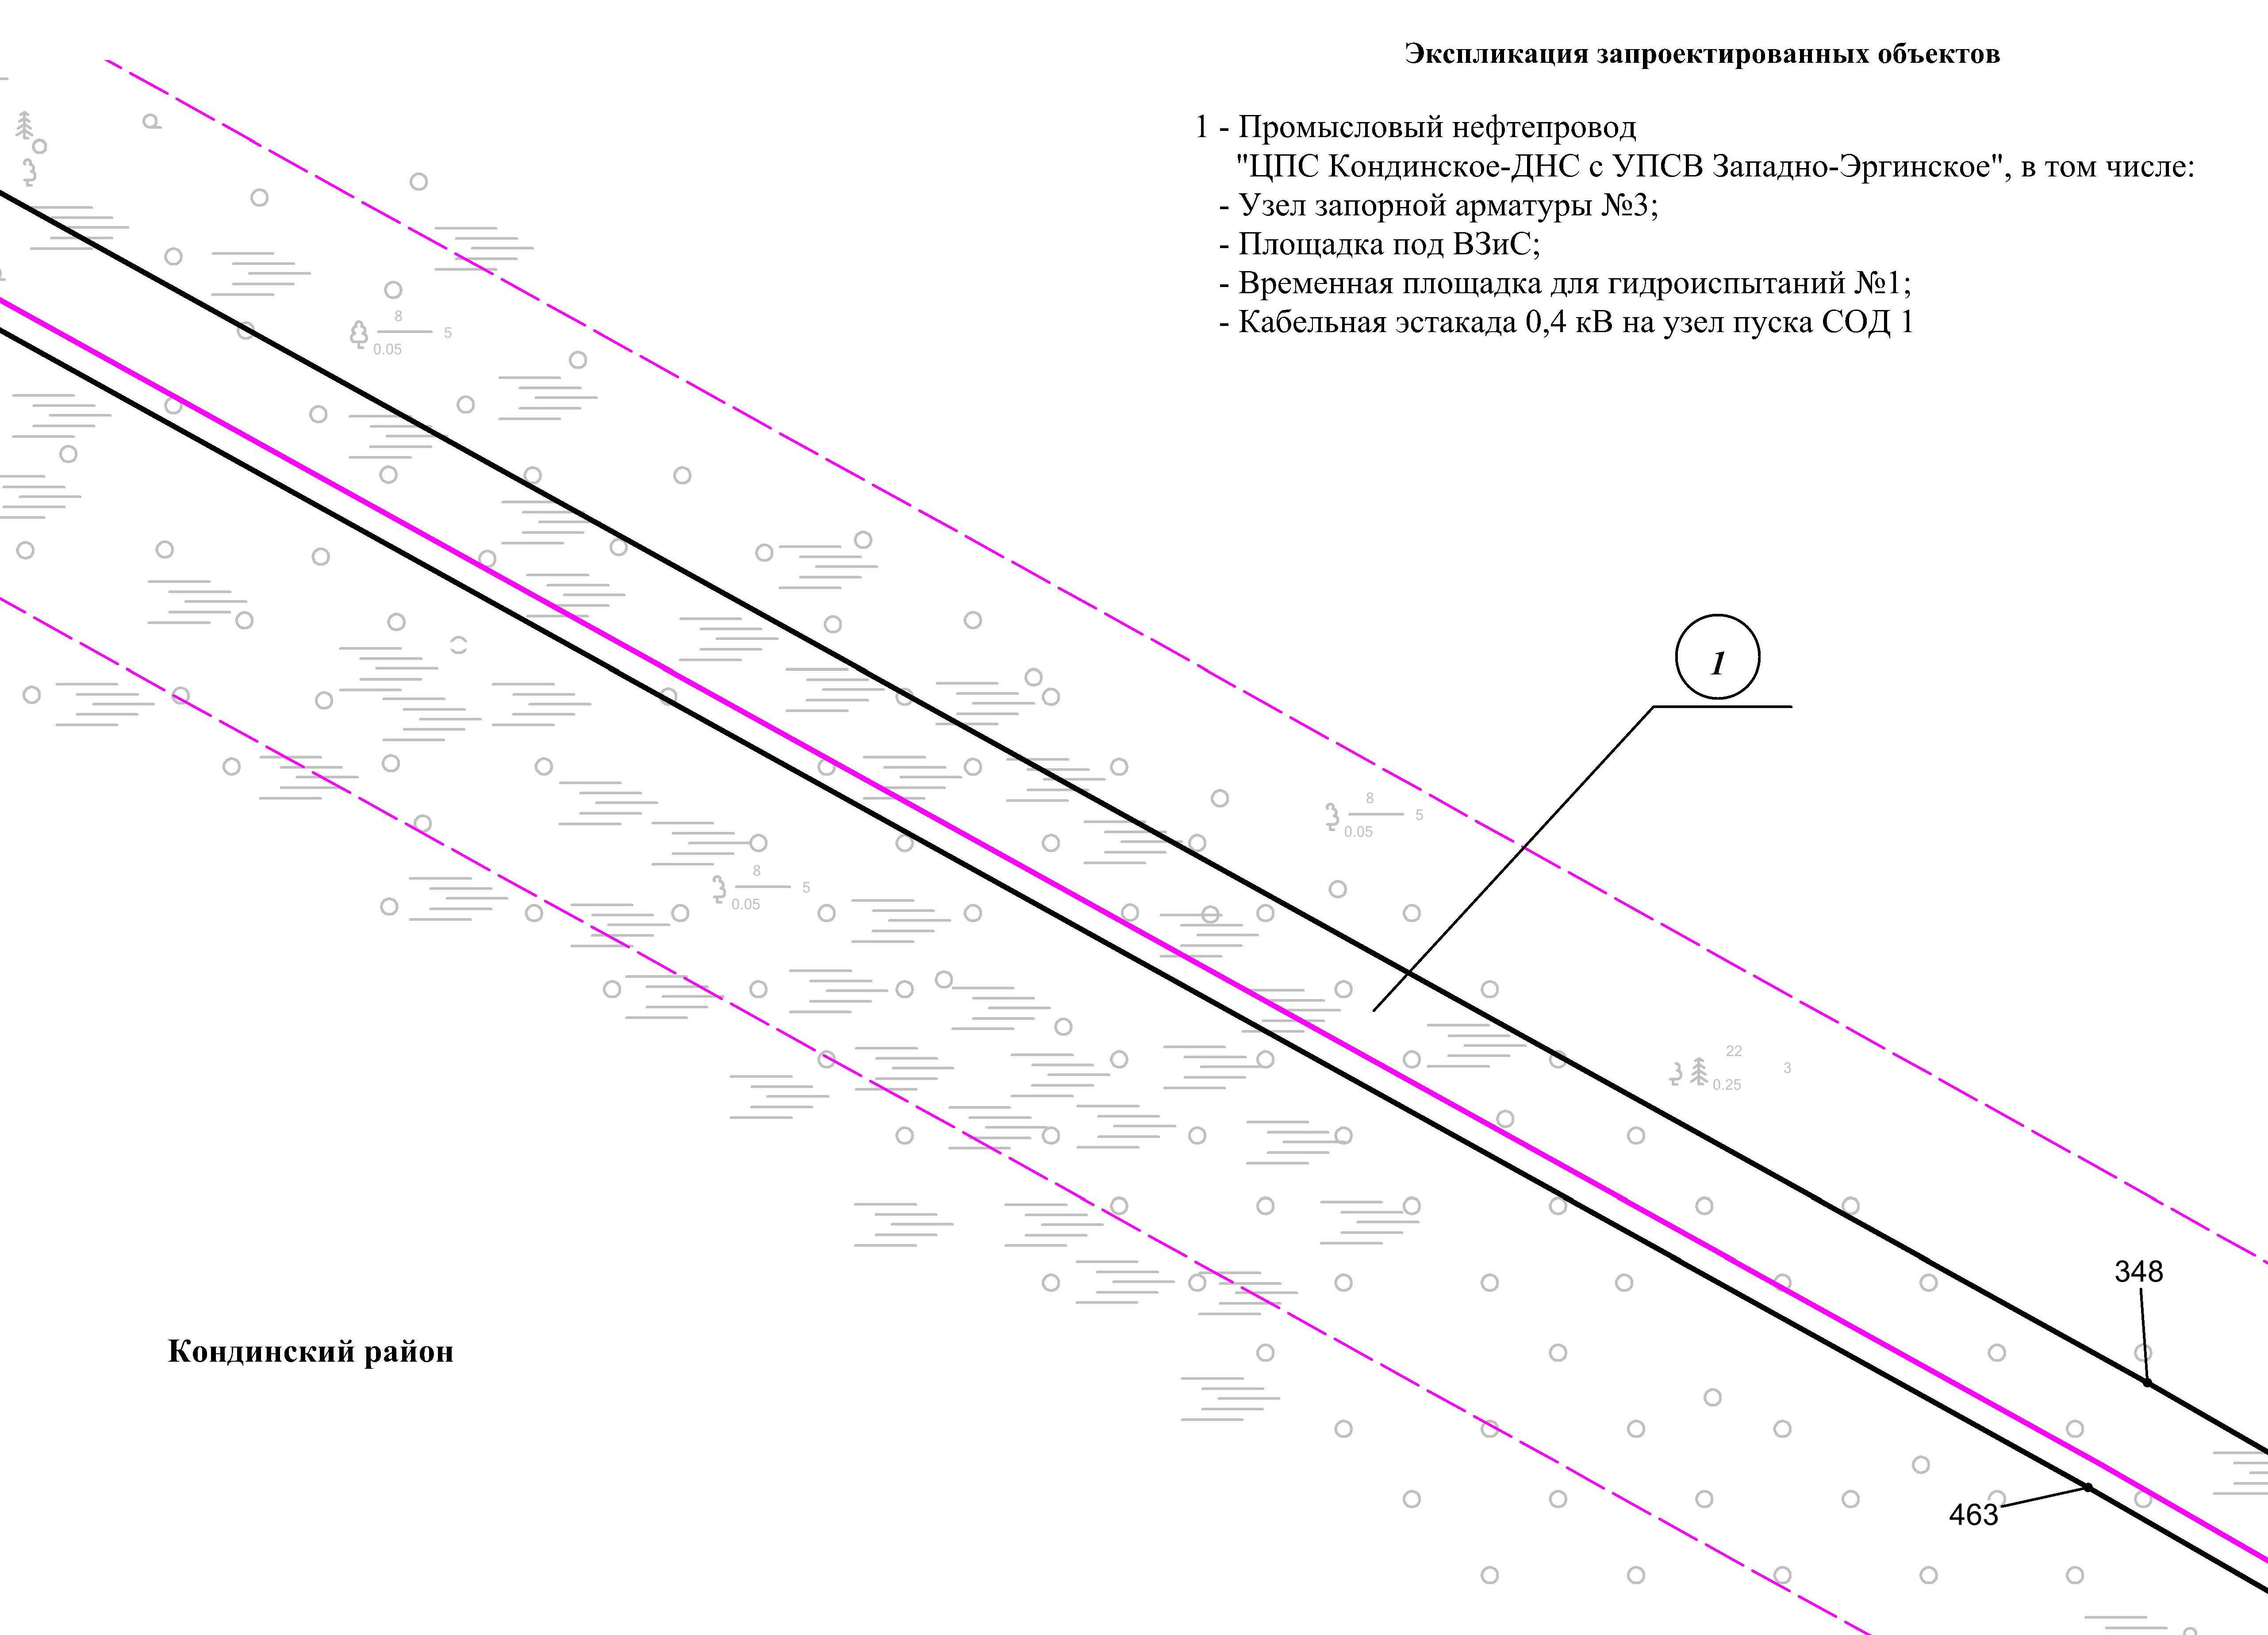 Экспликация запроектированных объектов
1 - Промысловый нефтепровод
"ЦПС Кондинское-ДНС с УПСВ Западно-Эргинское", в том числе:
- Узел запорной арматуры №3;
- Площадка под ВЗиС;
- Временная площадка для гидроиспытаний №1;
- Кабельная эстакада 0,4 кВ на узел пуска СОД 1
8
5
0.05
1
8
5
0.05
8
5
0.05
22
3
0.25
348
Кондинский район
463